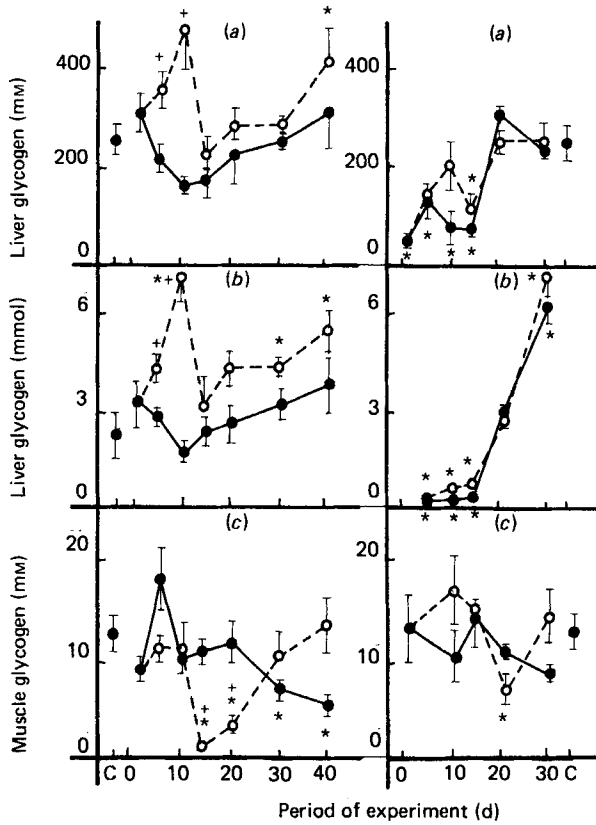 (a)
(a)
Liver glycogen (mM)
400
200
0
400
200
0
(b)
(b)
Liver glycogen (mmol)
6
3
0
6
3
0
(c)
(c)
Muscle glycogen (mM)
20
10
0
20
10
0
C 0 10 20 30 40
0 10 20 30 C
Period of experiment (d)